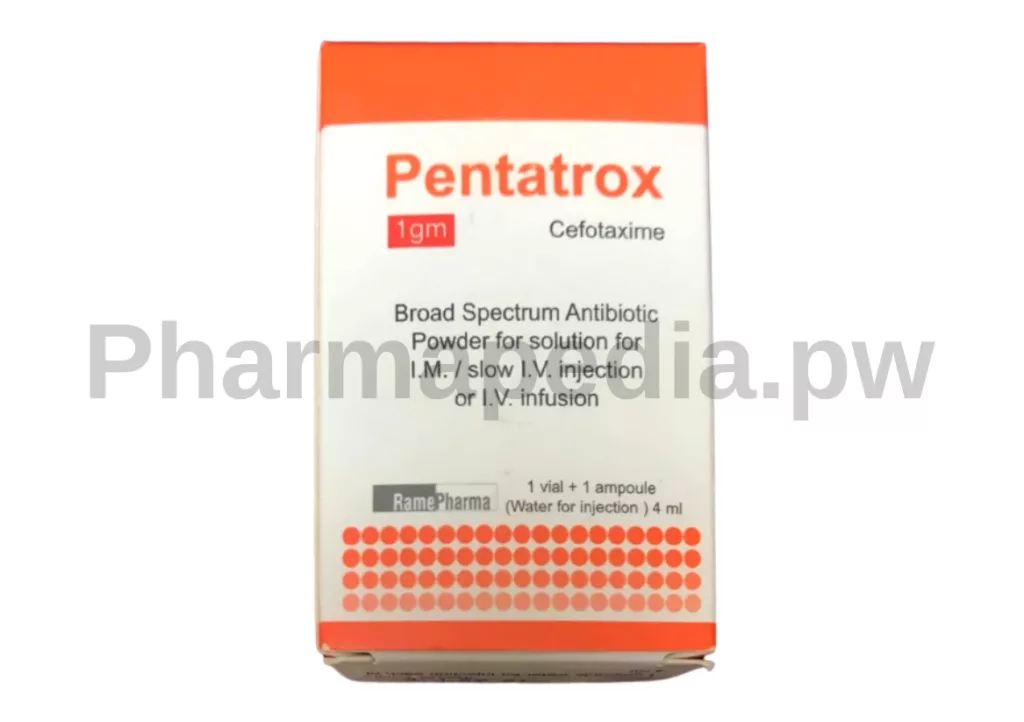 Pentatrox
1gm
Cefotaxime
Broad Spectrum Antibiotic
Powder for solution for
I.M. / slow I.V. injection
or I.V. infusion
Pharmapedia.pw
RamePharma
1 vial + 1 ampoule
(Water for injection ) 4 ml